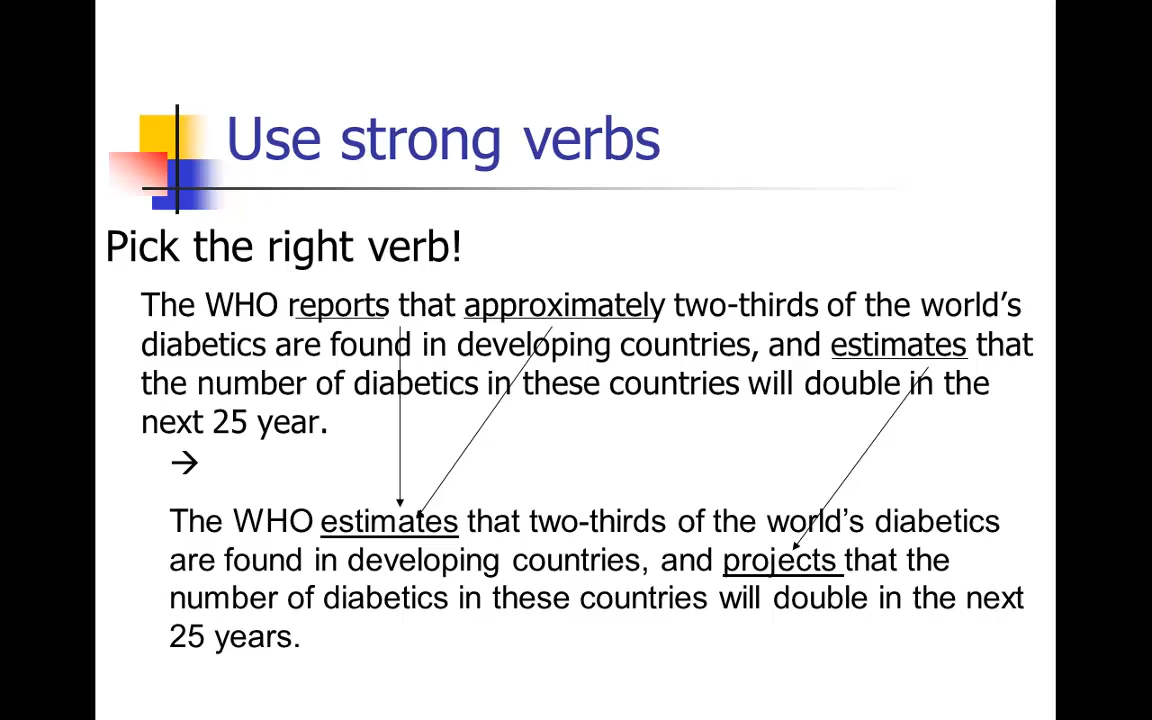 Use strong verbs
Pick the right verb!
The WHO reports that approximately two-thirds of the world’s
diabetics are found in developing countries, and estimates that
the number of diabetics in these countries will double in the
next 25 year.
→
The WHO estimates that two-thirds of the world’s diabetics
are found in developing countries, and projects that the
number of diabetics in these countries will double in the next
25 years.